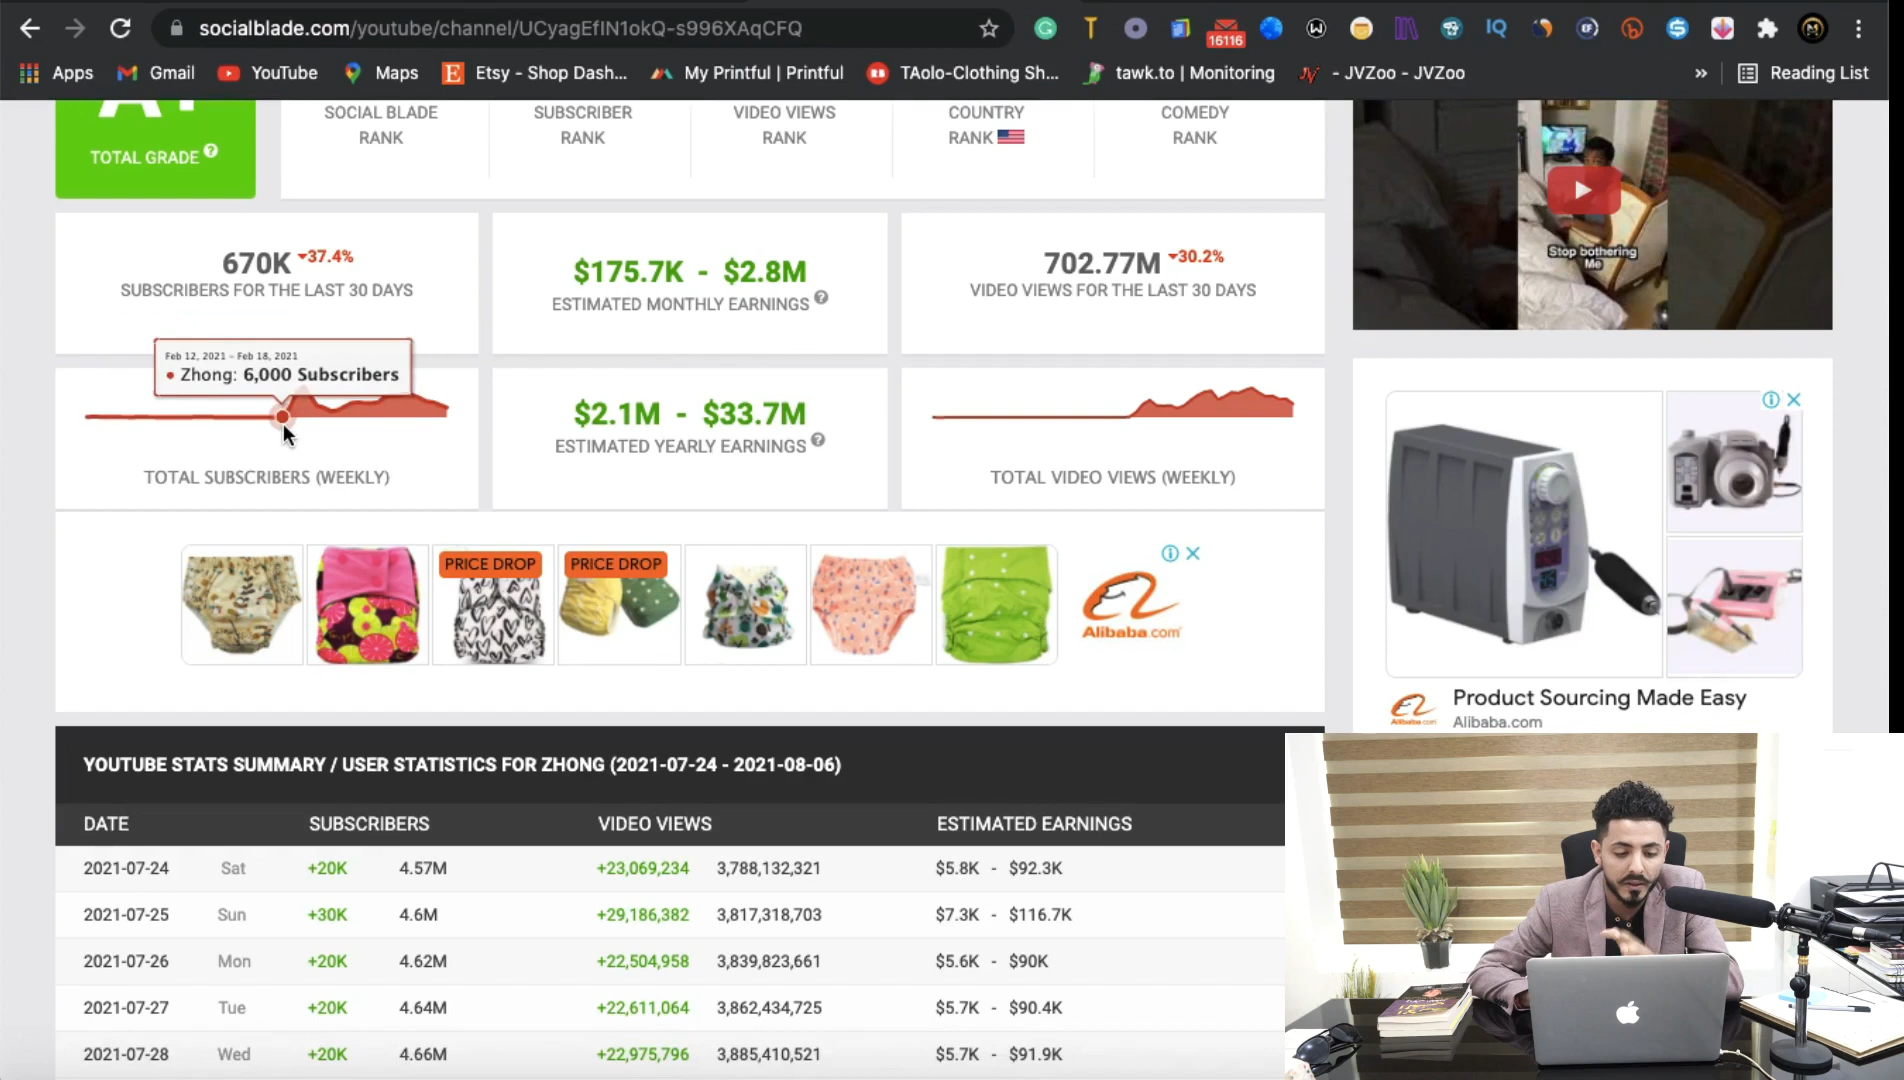 socialblade.com/youtube/channel/UCyagEfIN1okQ-s996XAqCFQ
16116
Apps
Gmail
YouTube
Maps
Etsy - Shop Dash...
My Printful | Printful
TAolo-Clothing Sh...
tawk.to | Monitoring
- JVZoo - JVZoo
»
Reading List
TOTAL GRADE
SOCIAL BLADE
RANK
SUBSCRIBER
RANK
VIDEO VIEWS
RANK
COUNTRY
RANK
COMEDY
RANK
670K -37.4%
SUBSCRIBERS FOR THE LAST 30 DAYS
$175.7K - $2.8M
ESTIMATED MONTHLY EARNINGS
702.77M -30.2%
VIDEO VIEWS FOR THE LAST 30 DAYS
Stop bothering
Me
Feb 12, 2021 - Feb 18, 2021
• Zhong: 6,000 Subscribers
TOTAL SUBSCRIBERS (WEEKLY)
$2.1M - $33.7M
ESTIMATED YEARLY EARNINGS
TOTAL VIDEO VIEWS (WEEKLY)
PRICE DROP
PRICE DROP
Alibaba.com
Product Sourcing Made Easy
Alibaba.com
YOUTUBE STATS SUMMARY / USER STATISTICS FOR ZHONG (2021-07-24 - 2021-08-06)
DATE SUBSCRIBERS VIDEO VIEWS ESTIMATED EARNINGS
2021-07-24 Sat +20K 4.57M +23,069,234 3,788,132,321 $5.8K - $92.3K
2021-07-25 Sun +30K 4.6M +29,186,382 3,817,318,703 $7.3K - $116.7K
2021-07-26 Mon +20K 4.62M +22,504,958 3,839,823,661 $5.6K - $90K
2021-07-27 Tue +20K 4.64M +22,611,064 3,862,434,725 $5.7K - $90.4K
2021-07-28 Wed +20K 4.66M +22,975,796 3,885,410,521 $5.7K - $91.9K